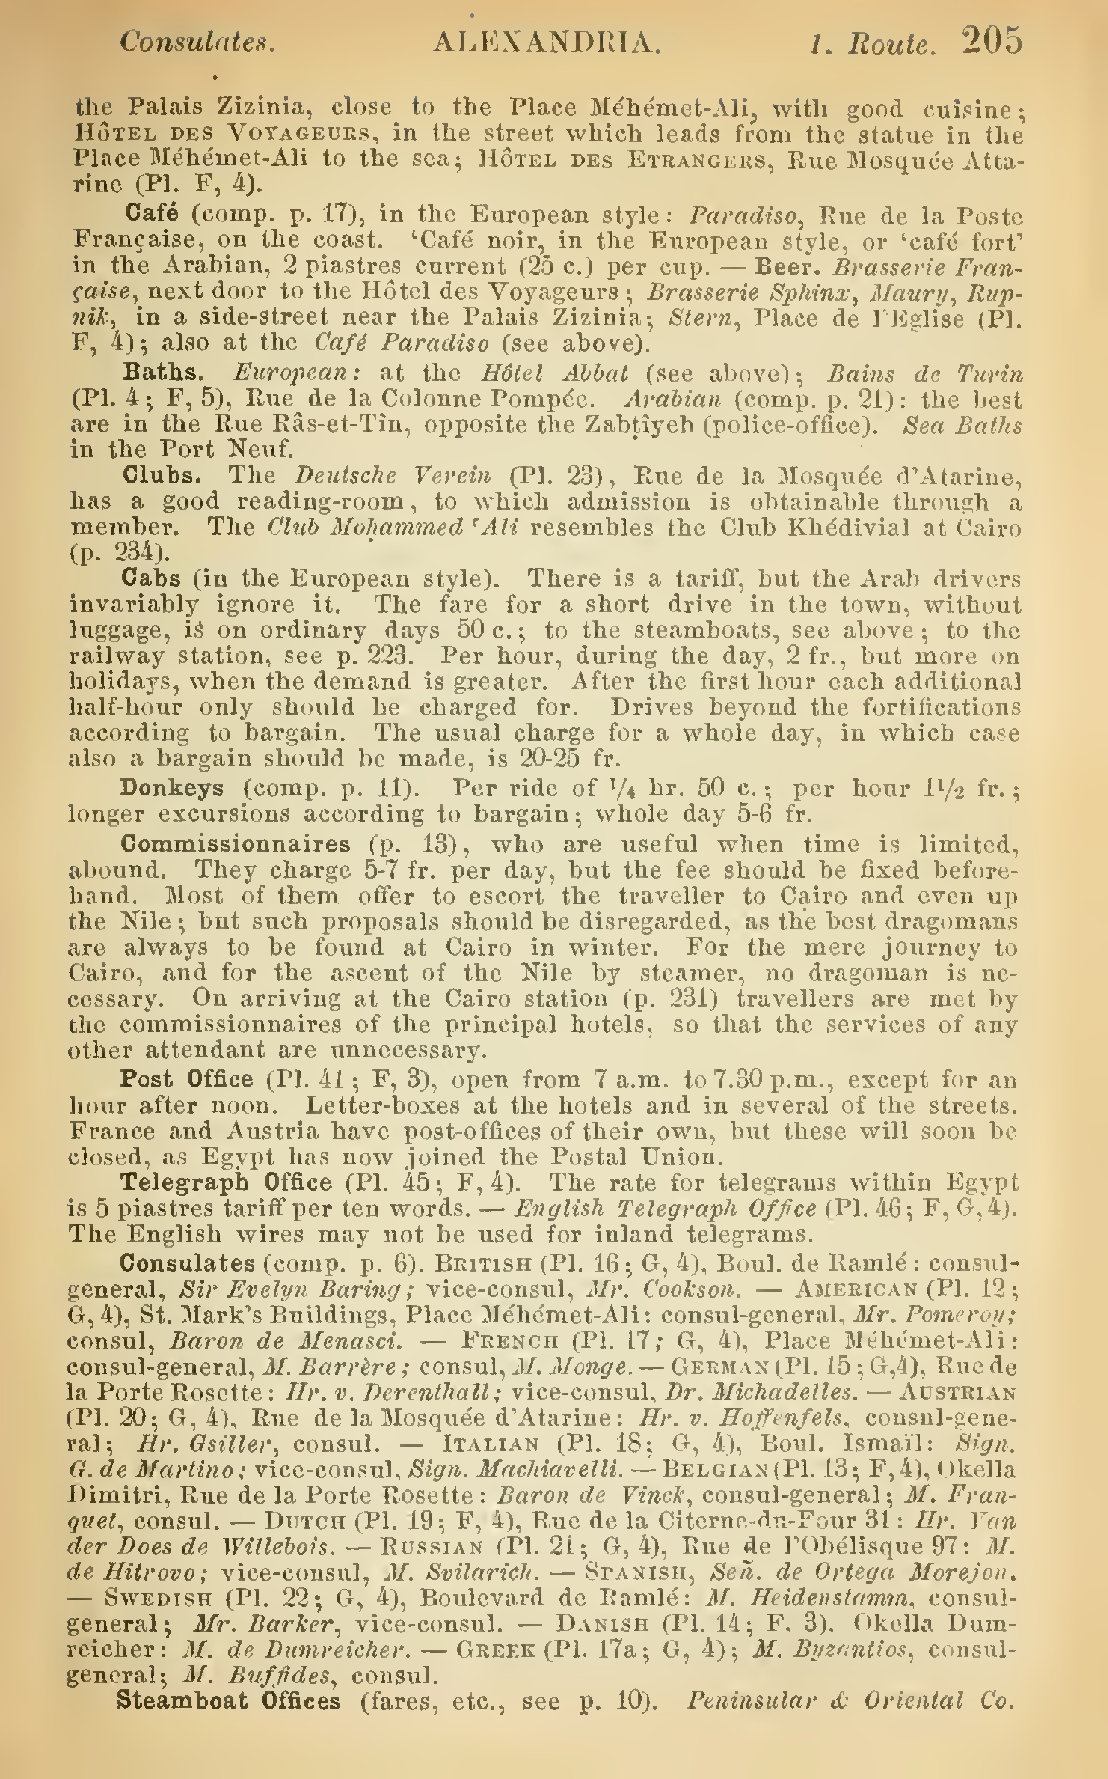 Consulates. ALEXANDRIA. 1. Route. 205
the Palais Zizinia, close to the Place Méhémet-Ali, with good cuisine;
HÔTEL DES VOYAGEURS, in the street which leads from the statue in the
Place Méhémet-Ali to the sea; HÔTEL DES ETRANGERS, Rue Mosquée Atta-
rine (Pl. F, 4).
Café (comp. p. 17), in the European style: Paradiso, Rue de la Poste
Française, on the coast. 'Café noir, in the European style, or 'café fort'
in the Arabian, 2 piastres current (25 c.) per cup. — Beer. Brasserie Fran-
çaise, next door to the Hôtel des Voyageurs; Brasserie Sphinx, Maury, Rup-
nik, in a side-street near the Palais Zizinia; Stern, Place de l'Eglise (Pl.
F, 4); also at the Café Paradiso (see above).
Baths. European: at the Hôtel Abbat (see above); Bains de Turin
(Pl. 4; F, 5), Rue de la Colonne Pompée. Arabian (comp. p. 21): the best
are in the Rue Râs-et-Tîn, opposite the Zabṭîyeh (police-office). Sea Baths
in the Port Neuf.
Clubs. The Deutsche Verein (Pl. 23), Rue de la Mosquée d'Atarine,
has a good reading-room, to which admission is obtainable through a
member. The Club Moḥammed ʿAli resembles the Club Khédivial at Cairo
(p. 234).
Cabs (in the European style). There is a tariff, but the Arab drivers
invariably ignore it. The fare for a short drive in the town, without
luggage, is on ordinary days 50 c.; to the steamboats, see above; to the
railway station, see p. 223. Per hour, during the day, 2 fr., but more on
holidays, when the demand is greater. After the first hour each additional
half-hour only should be charged for. Drives beyond the fortifications
according to bargain. The usual charge for a whole day, in which case
also a bargain should be made, is 20-25 fr.
Donkeys (comp. p. 11). Per ride of 1/4 hr. 50 c.; per hour 1 1/2 fr.;
longer excursions according to bargain; whole day 5-6 fr.
Commissionnaires (p. 13), who are useful when time is limited,
abound. They charge 5-7 fr. per day, but the fee should be fixed before-
hand. Most of them offer to escort the traveller to Cairo and even up
the Nile; but such proposals should be disregarded, as the best dragomans
are always to be found at Cairo in winter. For the mere journey to
Cairo, and for the ascent of the Nile by steamer, no dragoman is ne-
cessary. On arriving at the Cairo station (p. 231) travellers are met by
the commissionnaires of the principal hotels, so that the services of any
other attendant are unnecessary.
Post Office (Pl. 41; F, 3), open from 7 a.m. to 7.30 p.m., except for an
hour after noon. Letter-boxes at the hotels and in several of the streets.
France and Austria have post-offices of their own, but these will soon be
closed, as Egypt has now joined the Postal Union.
Telegraph Office (Pl. 45; F, 4). The rate for telegrams within Egypt
is 5 piastres tariff per ten words. — English Telegraph Office (Pl. 46; F, G, 4).
The English wires may not be used for inland telegrams.
Consulates (comp. p. 6). BRITISH (Pl. 16; G, 4), Boul. de Ramlé: consul-
general, Sir Evelyn Baring; vice-consul, Mr. Cookson. — AMERICAN (Pl. 12;
G, 4), St. Mark's Buildings, Place Méhémet-Ali: consul-general, Mr. Pomeroy;
consul, Baron de Menasci. — FRENCH (Pl. 17; G, 4), Place Méhémet-Ali:
consul-general, M. Barrère; consul, M. Monge. — GERMAN (Pl. 15; G,4), Rue de
la Porte Rosette: Hr. v. Derenthall; vice-consul, Dr. Michadelles. — AUSTRIAN
(Pl. 20; G, 4), Rue de la Mosquée d'Atarine: Hr. v. Hoffenfels, consul-gene-
ral; Hr. Gsiller, consul. — ITALIAN (Pl. 18; G, 4), Boul. Ismaïl: Sign.
G. de Martino; vice-consul, Sign. Machiavelli. — BELGIAN (Pl. 13; F, 4), Okella
Dimitri, Rue de la Porte Rosette: Baron de Vinck, consul-general; M. Fran-
quet, consul. — DUTCH (Pl. 19; F, 4), Rue de la Citerne-du-Four 31: Hr. Van
der Does de Willebois. — RUSSIAN (Pl. 21; G, 4), Rue de l'Obélisque 97: M.
de Hitrovo; vice-consul, M. Svilarich. — SPANISH, Señ. de Ortega Morejon.
— SWEDISH (Pl. 22; G, 4), Boulevard de Ramlé: M. Heidenstamm, consul-
general; Mr. Barker, vice-consul. — DANISH (Pl. 14; F. 3). Okella Dum-
reicher: M. de Dumreicher. — GREEK (Pl. 17a; G, 4); M. Byzantios, consul-
general; M. Buffides, consul.
Steamboat Offices (fares, etc., see p. 10). Peninsular & Oriental Co.